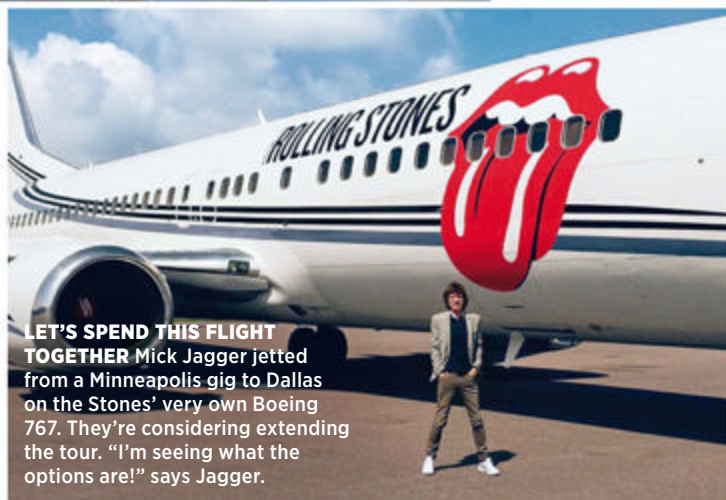 ROLLING STONES
LET'S SPEND THIS FLIGHT
TOGETHER Mick Jagger jetted
from a Minneapolis gig to Dallas
on the Stones' very own Boeing
767. They're considering extending
the tour. “I'm seeing what the
options are!” says Jagger.